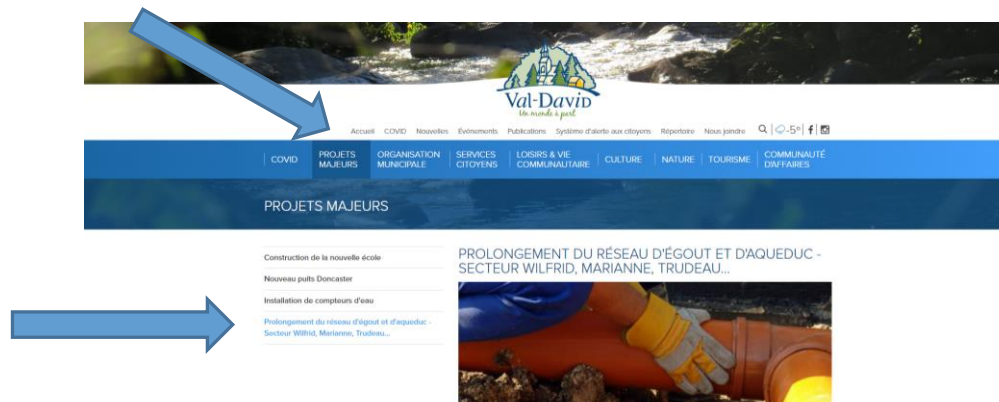 Val-David
Un monde à part
Accueil COVID Nouvelles Événements Publications Système d'alerte aux citoyens Répertoire Nous joindre -5°
COVID PROJETS MAJEURS ORGANISATION MUNICIPALE SERVICES CITOYENS LOISIRS & VIE COMMUNAUTAIRE CULTURE NATURE TOURISME COMMUNAUTÉ D'AFFAIRES
PROJETS MAJEURS
Construction de la nouvelle école
Nouveau puits Doncaster
Installation de compteurs d'eau
Prolongement du réseau d'égout et d'aqueduc -
Secteur Wilfrid, Marianne, Trudeau...
PROLONGEMENT DU RÉSEAU D'ÉGOUT ET D'AQUEDUC -
SECTEUR WILFRID, MARIANNE, TRUDEAU...